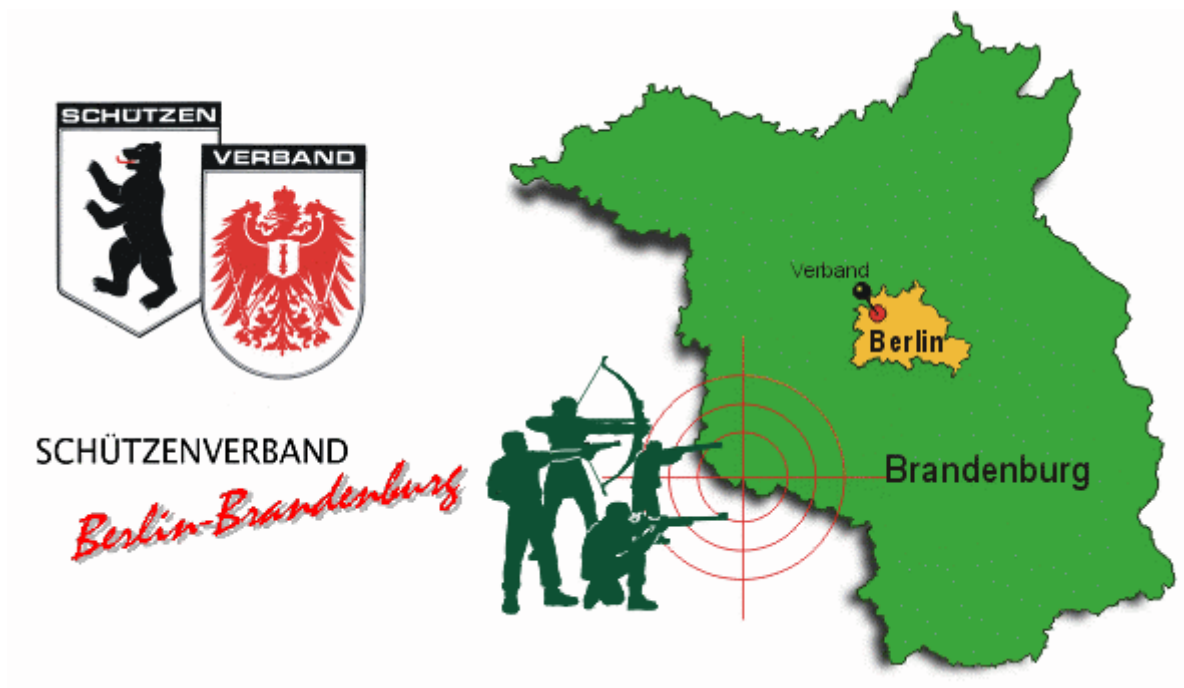 SCHÜTZEN
VERBAND
SCHÜTZENVERBAND
Berlin-Brandenburg
Verband
Berlin
Brandenburg